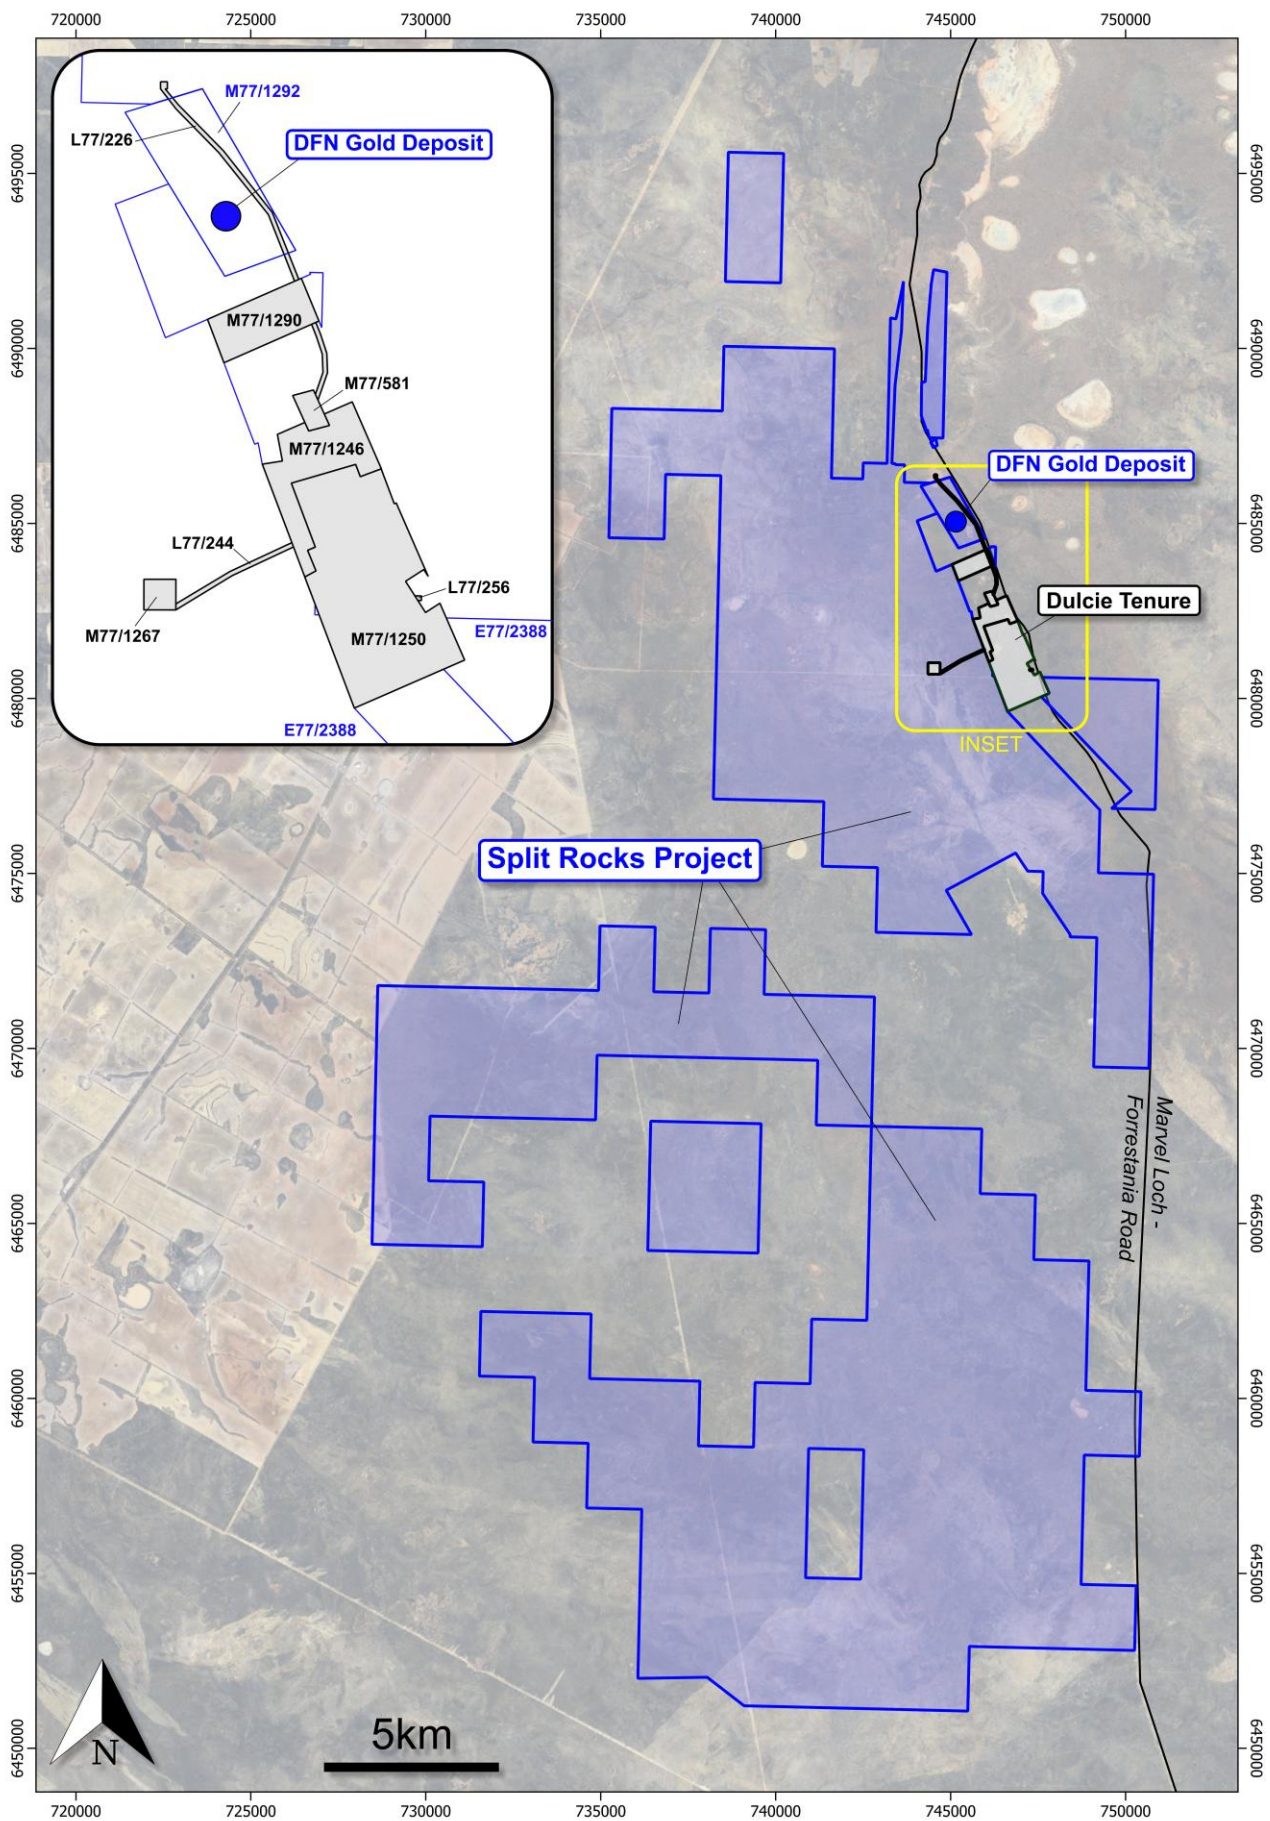 720000
725000
730000
735000
740000
745000
750000
M77/1292
L77/226
DFN Gold Deposit
M77/1290
M77/581
M77/1246
L77/244
L77/256
M77/1267
E77/2388
M77/1250
E77/2388
6495000
6490000
6485000
6480000
6475000
6470000
6465000
6460000
6455000
6450000
DFN Gold Deposit
Dulcie Tenure
INSET
Split Rocks Project
Marvel Loch -
Forrestania Road
6495000
6490000
6485000
6480000
6475000
6470000
6465000
6460000
6455000
6450000
N
5km
720000
725000
730000
735000
740000
745000
750000